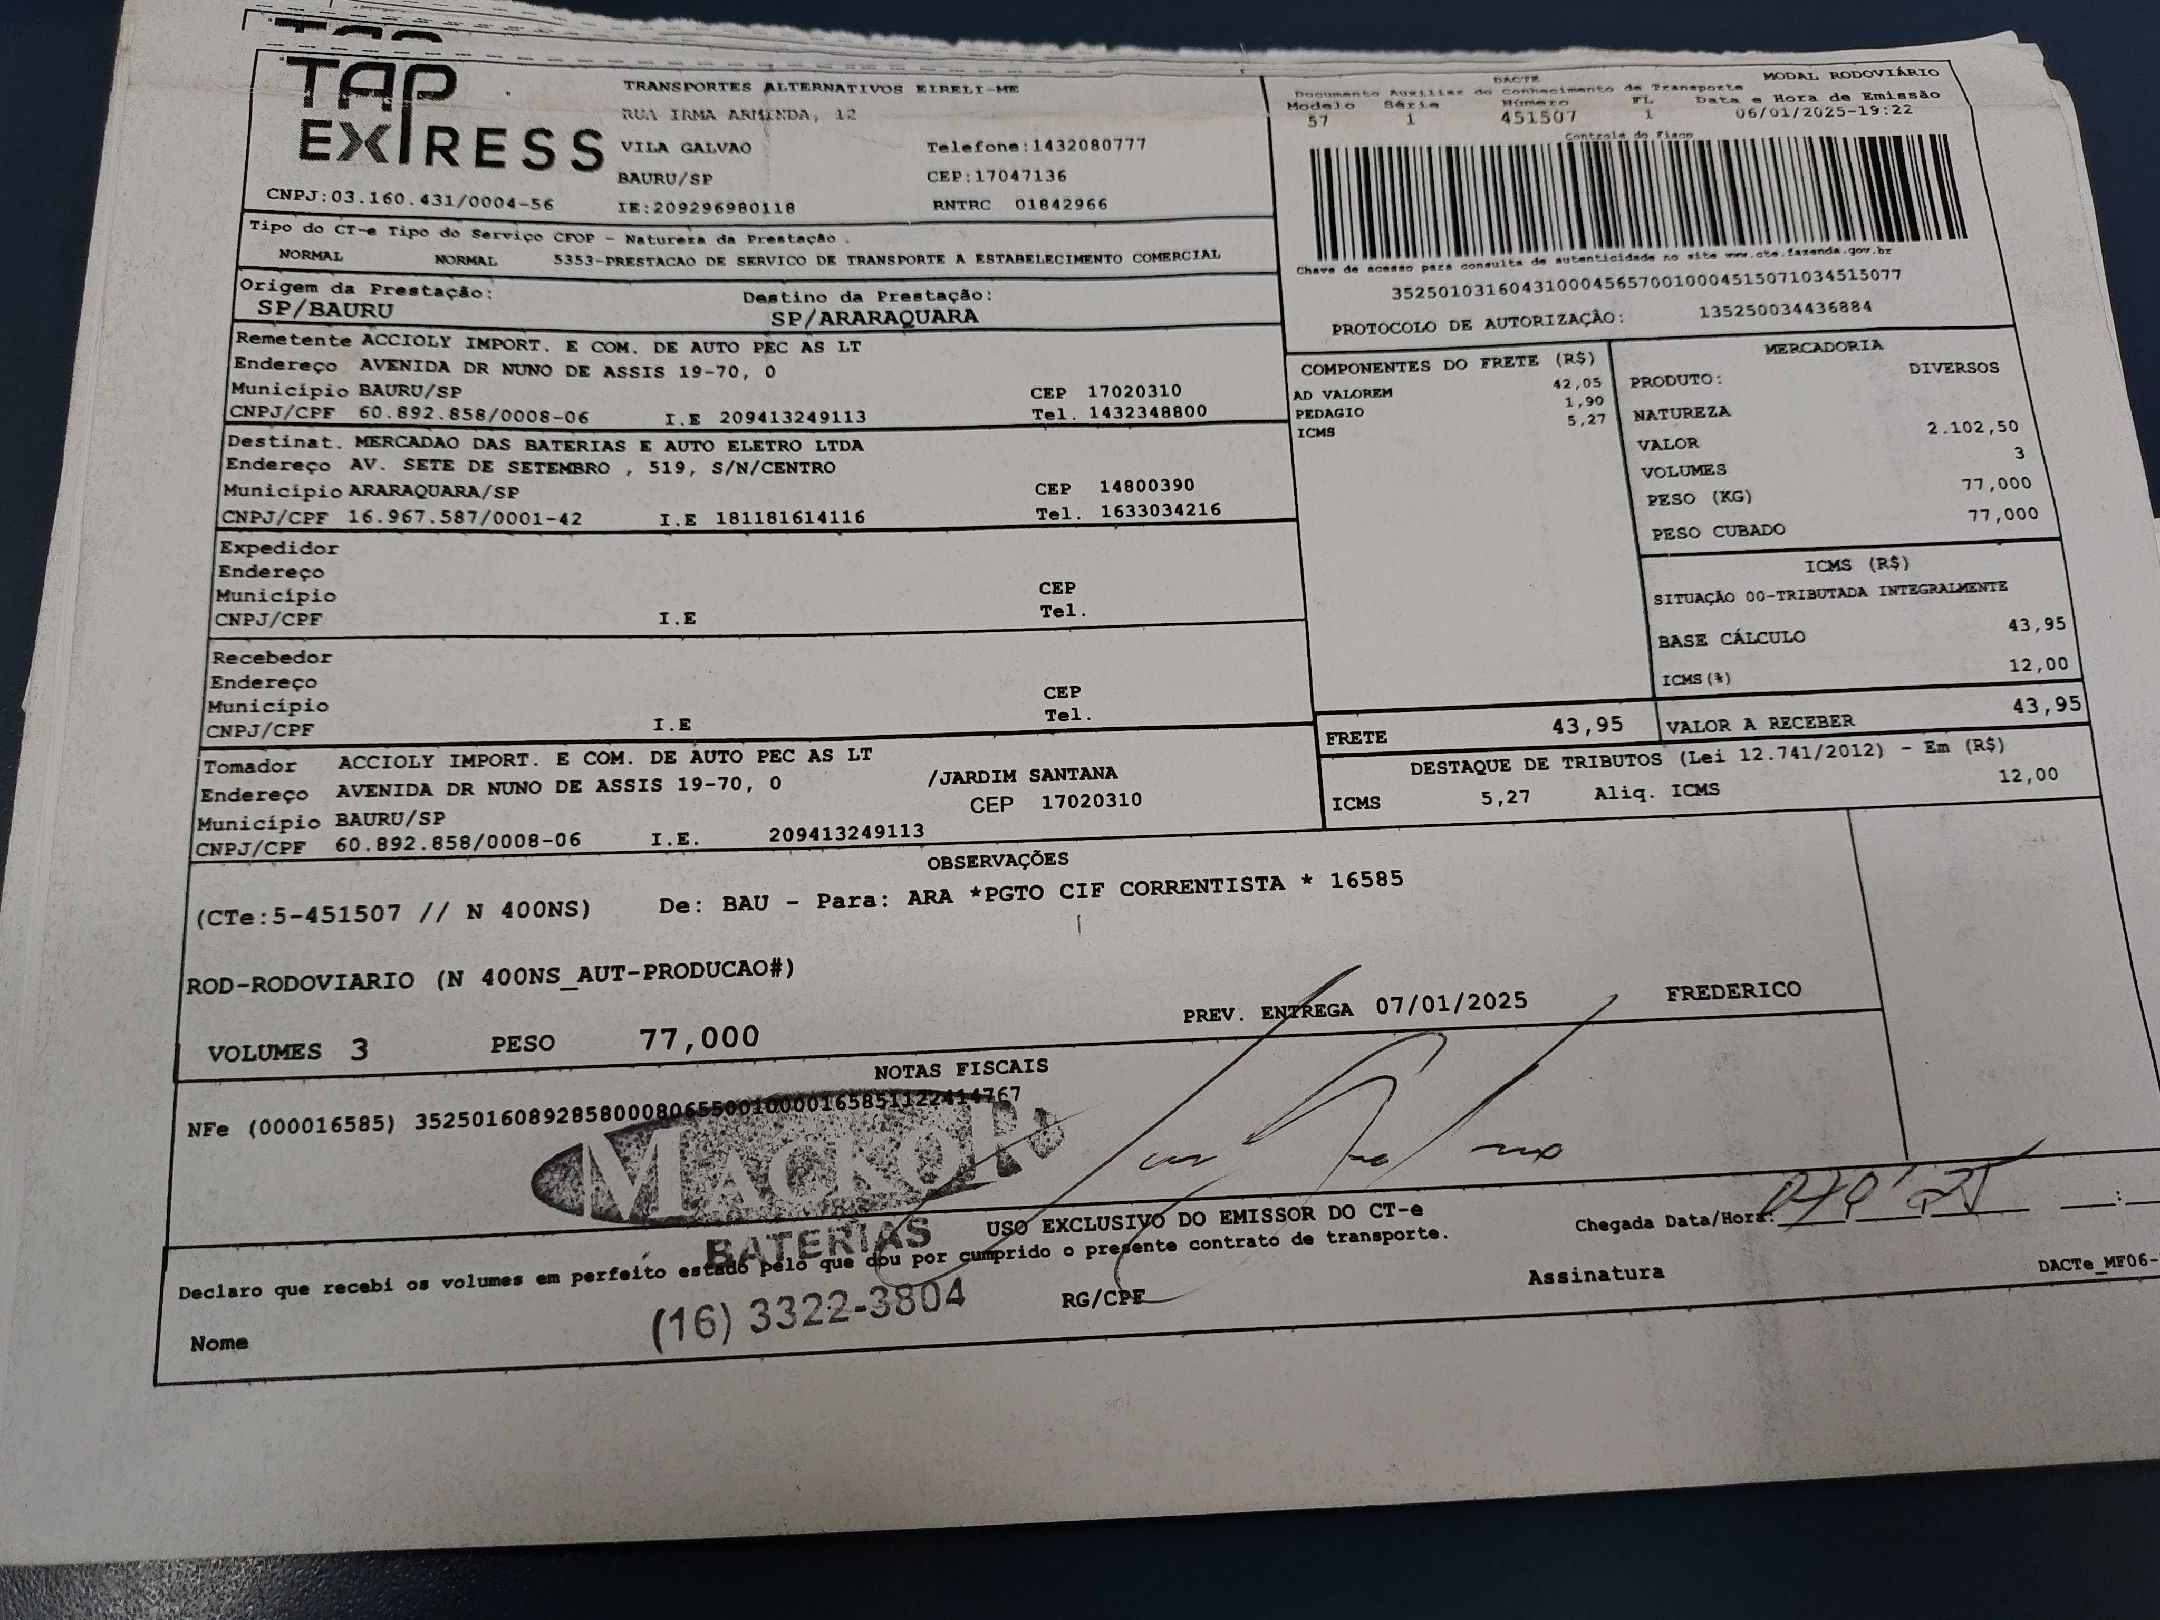 TAP
EXPRESS
TRANSPORTES ALTERNATIVOS EIRELI-ME
RUA IRMA ARMINDA, 12
VILA GALVAO Telefone:1432080777
BAURU/SP CEP:17047136
CNPJ:03.160.431/0004-56 IE:209296980118 RNTRC 01842966
DACTE MODAL RODOVIÁRIO
Documento Auxiliar do Conhecimento de Transporte
Modelo Série Número FL Data e Hora de Emissão
57 1 451507 1 06/01/2025-19:22
Controle do Fisco
Chave de acesso para consulta de autenticidade no site www.cte.fazenda.gov.br
35250103160431000456570010004515071034515077
PROTOCOLO DE AUTORIZAÇÃO: 135250034436884
Tipo do CT-e Tipo do Serviço CFOP - Natureza da Prestação .
NORMAL NORMAL 5353-PRESTACAO DE SERVICO DE TRANSPORTE A ESTABELECIMENTO COMERCIAL
Origem da Prestação: Destino da Prestação:
SP/BAURU SP/ARARAQUARA
Remetente ACCIOLY IMPORT. E COM. DE AUTO PEC AS LT
Endereço AVENIDA DR NUNO DE ASSIS 19-70, 0
Município BAURU/SP CEP 17020310
CNPJ/CPF 60.892.858/0008-06 I.E 209413249113 Tel. 1432348800
Destinat. MERCADAO DAS BATERIAS E AUTO ELETRO LTDA
Endereço AV. SETE DE SETEMBRO , 519, S/N/CENTRO
Município ARARAQUARA/SP CEP 14800390
CNPJ/CPF 16.967.587/0001-42 I.E 181181614116 Tel. 1633034216
Expedidor
Endereço
Município CEP
CNPJ/CPF I.E Tel.
Recebedor
Endereço
Município CEP
CNPJ/CPF I.E Tel.
Tomador ACCIOLY IMPORT. E COM. DE AUTO PEC AS LT
Endereço AVENIDA DR NUNO DE ASSIS 19-70, 0 /JARDIM SANTANA
Município BAURU/SP CEP 17020310
CNPJ/CPF 60.892.858/0008-06 I.E. 209413249113
COMPONENTES DO FRETE (R$)
AD VALOREM 42,05
PEDAGIO 1,90
ICMS 5,27
MERCADORIA
PRODUTO: DIVERSOS
NATUREZA
VALOR 2.102,50
VOLUMES 3
PESO (KG) 77,000
PESO CUBADO 77,000
ICMS (R$)
SITUAÇÃO 00-TRIBUTADA INTEGRALMENTE
BASE CÁLCULO 43,95
ICMS(%) 12,00
FRETE 43,95 VALOR A RECEBER 43,95
DESTAQUE DE TRIBUTOS (Lei 12.741/2012) - Em (R$)
ICMS 5,27 Aliq. ICMS 12,00
OBSERVAÇÕES
(CTe:5-451507 // N 400NS) De: BAU - Para: ARA *PGTO CIF CORRENTISTA * 16585
ROD-RODOVIARIO (N 400NS_AUT-PRODUCAO#)
PREV. ENTREGA 07/01/2025 FREDERICO
VOLUMES 3 PESO 77,000
NOTAS FISCAIS
NFe (000016585) 35250160892858000806550010000165851122414767
MACKOR
BATERIAS
(16) 3322-3804
USO EXCLUSIVO DO EMISSOR DO CT-e
Declaro que recebi os volumes em perfeito estado pelo que dou por cumprido o presente contrato de transporte.
Chegada Data/Hora:
Nome RG/CPF Assinatura
DACTe_MF06-